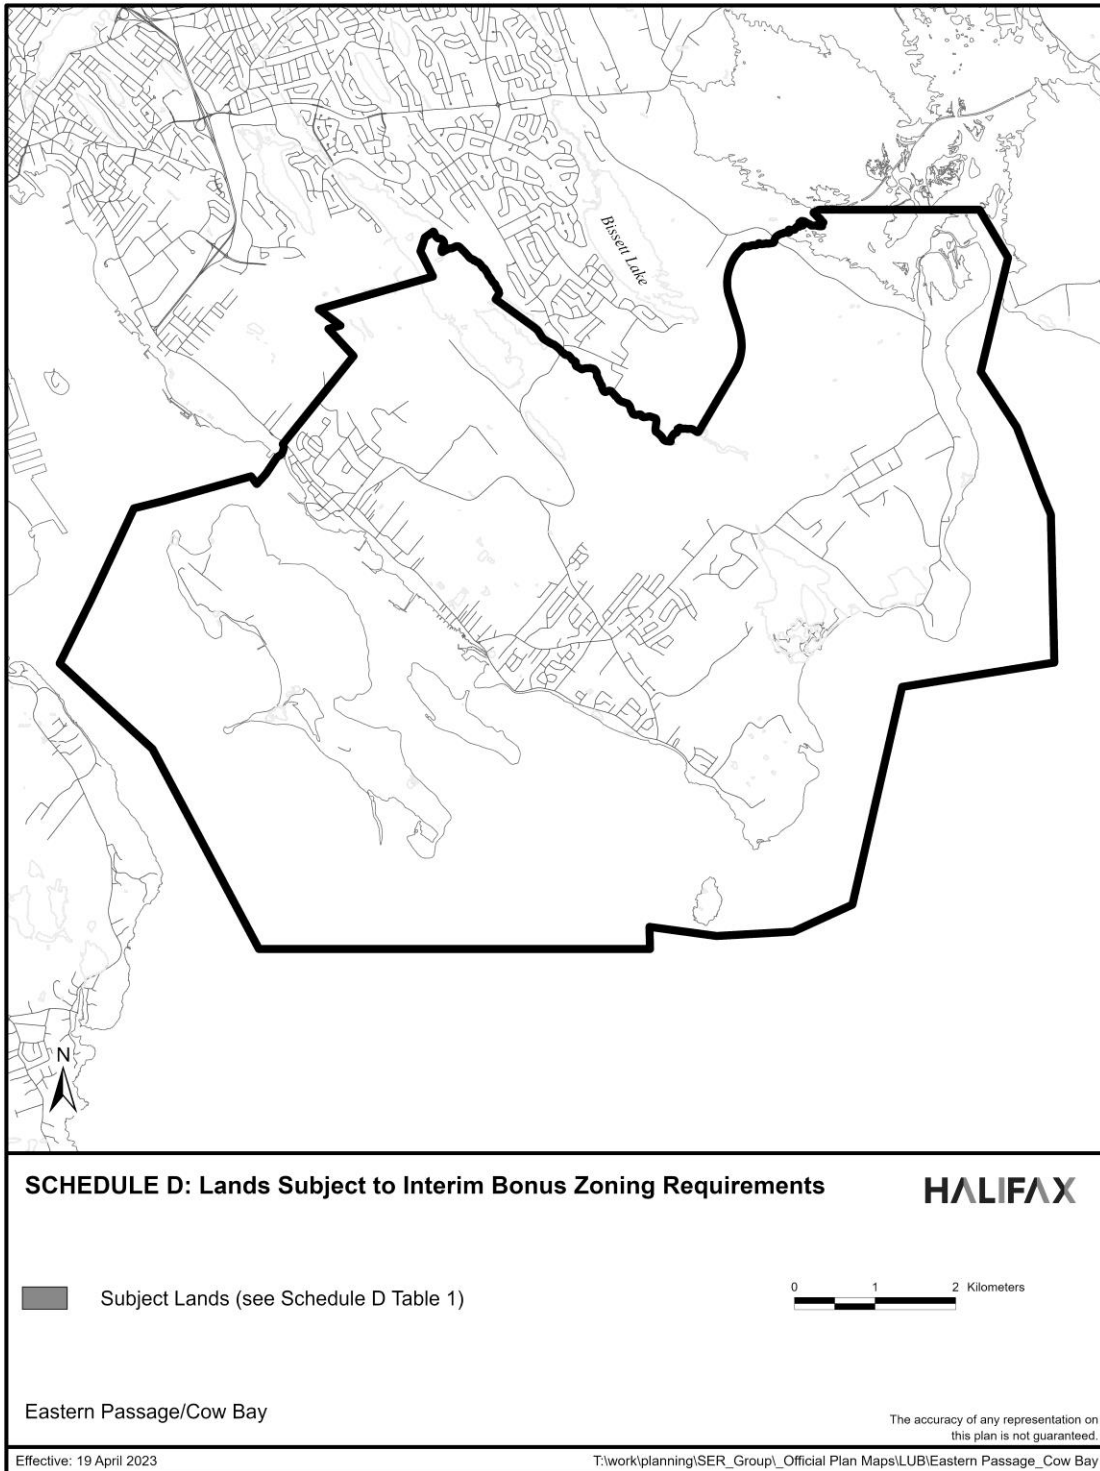 Bissett Lake
N
SCHEDULE D: Lands Subject to Interim Bonus Zoning Requirements
HALIFAX
Subject Lands (see Schedule D Table 1)
0 1 2 Kilometers
Eastern Passage/Cow Bay
The accuracy of any representation on
this plan is not guaranteed.
Effective: 19 April 2023
T:\work\planning\SER_Group\_Official Plan Maps\LUB\Eastern Passage_Cow Bay